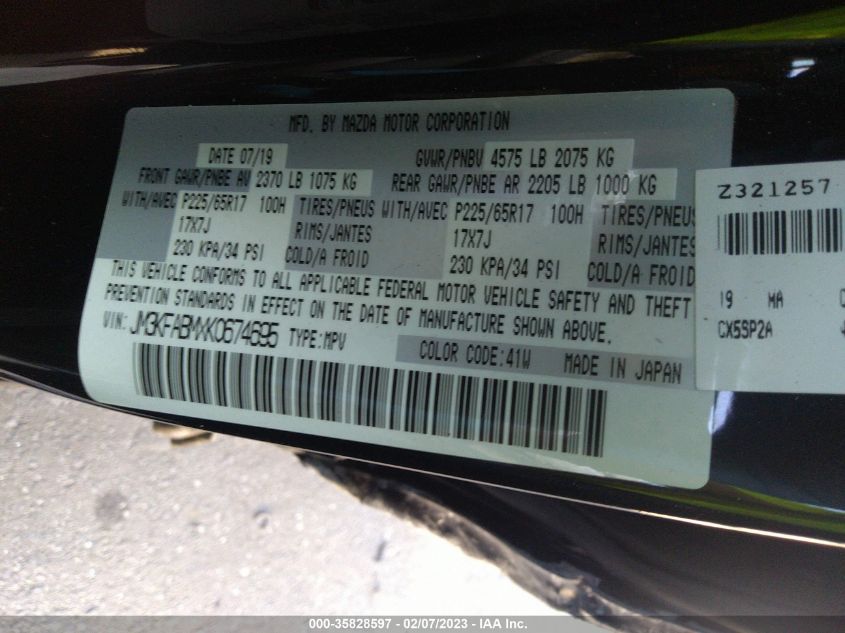 MFD. BY MAZDA MOTOR CORPORATION
DATE 07/19 GVWR/PNBV 4575 LB 2075 KG
FRONT GAWR/PNBE AV 2370 LB 1075 KG REAR GAWR/PNBE AR 2205 LB 1000 KG
WITH/AVEC P225/65R17 100H TIRES/PNEUS WITH/AVEC P225/65R17 100H TIRES/PNEUS
17X7J RIMS/JANTES 17X7J RIMS/JANTES
230 KPA/34 PSI COLD/A FROID 230 KPA/34 PSI COLD/A FROID
THIS VEHICLE CONFORMS TO ALL APPLICABLE FEDERAL MOTOR VEHICLE SAFETY AND THEFT
PREVENTION STANDARDS IN EFFECT ON THE DATE OF MANUFACTURE SHOWN ABOVE.
VIN: JM3KFABMXK0674695 TYPE:MPV
COLOR CODE:41W MADE IN JAPAN
Z321257
19 MA
CX5SP2A
000-35828597 - 02/07/2023 - IAA Inc.